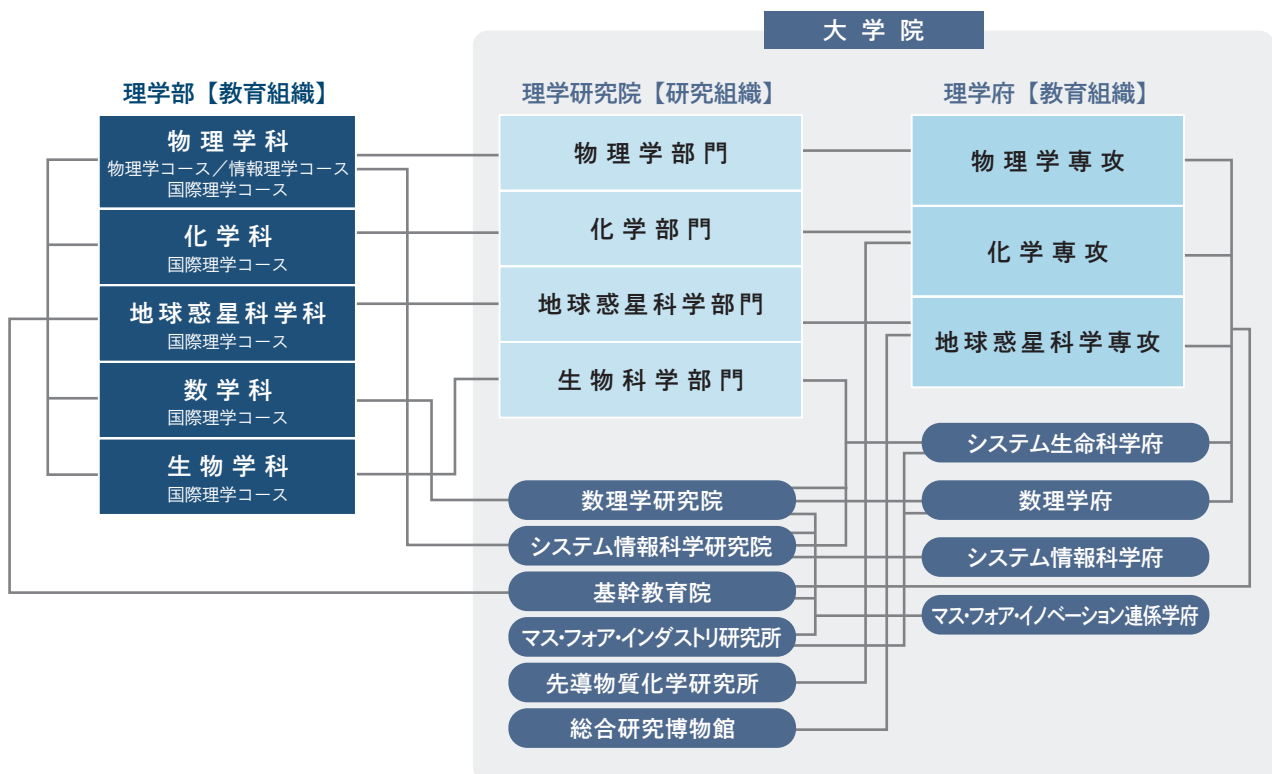 大学院
理学部【教育組織】
物理学科
物理学コース／情報理学コース
国際理学コース
化学科
国際理学コース
地球惑星科学科
国際理学コース
数学科
国際理学コース
生物学科
国際理学コース
理学研究院【研究組織】
物理学部門
化学部門
地球惑星科学部門
生物科学部門
数理学研究院
システム情報科学研究院
基幹教育院
マス・フォア・インダストリ研究所
先導物質化学研究所
総合研究博物館
理学府【教育組織】
物理学専攻
化学専攻
地球惑星科学専攻
システム生命科学府
数理学府
システム情報科学府
マス・フォア・イノベーション連係学府